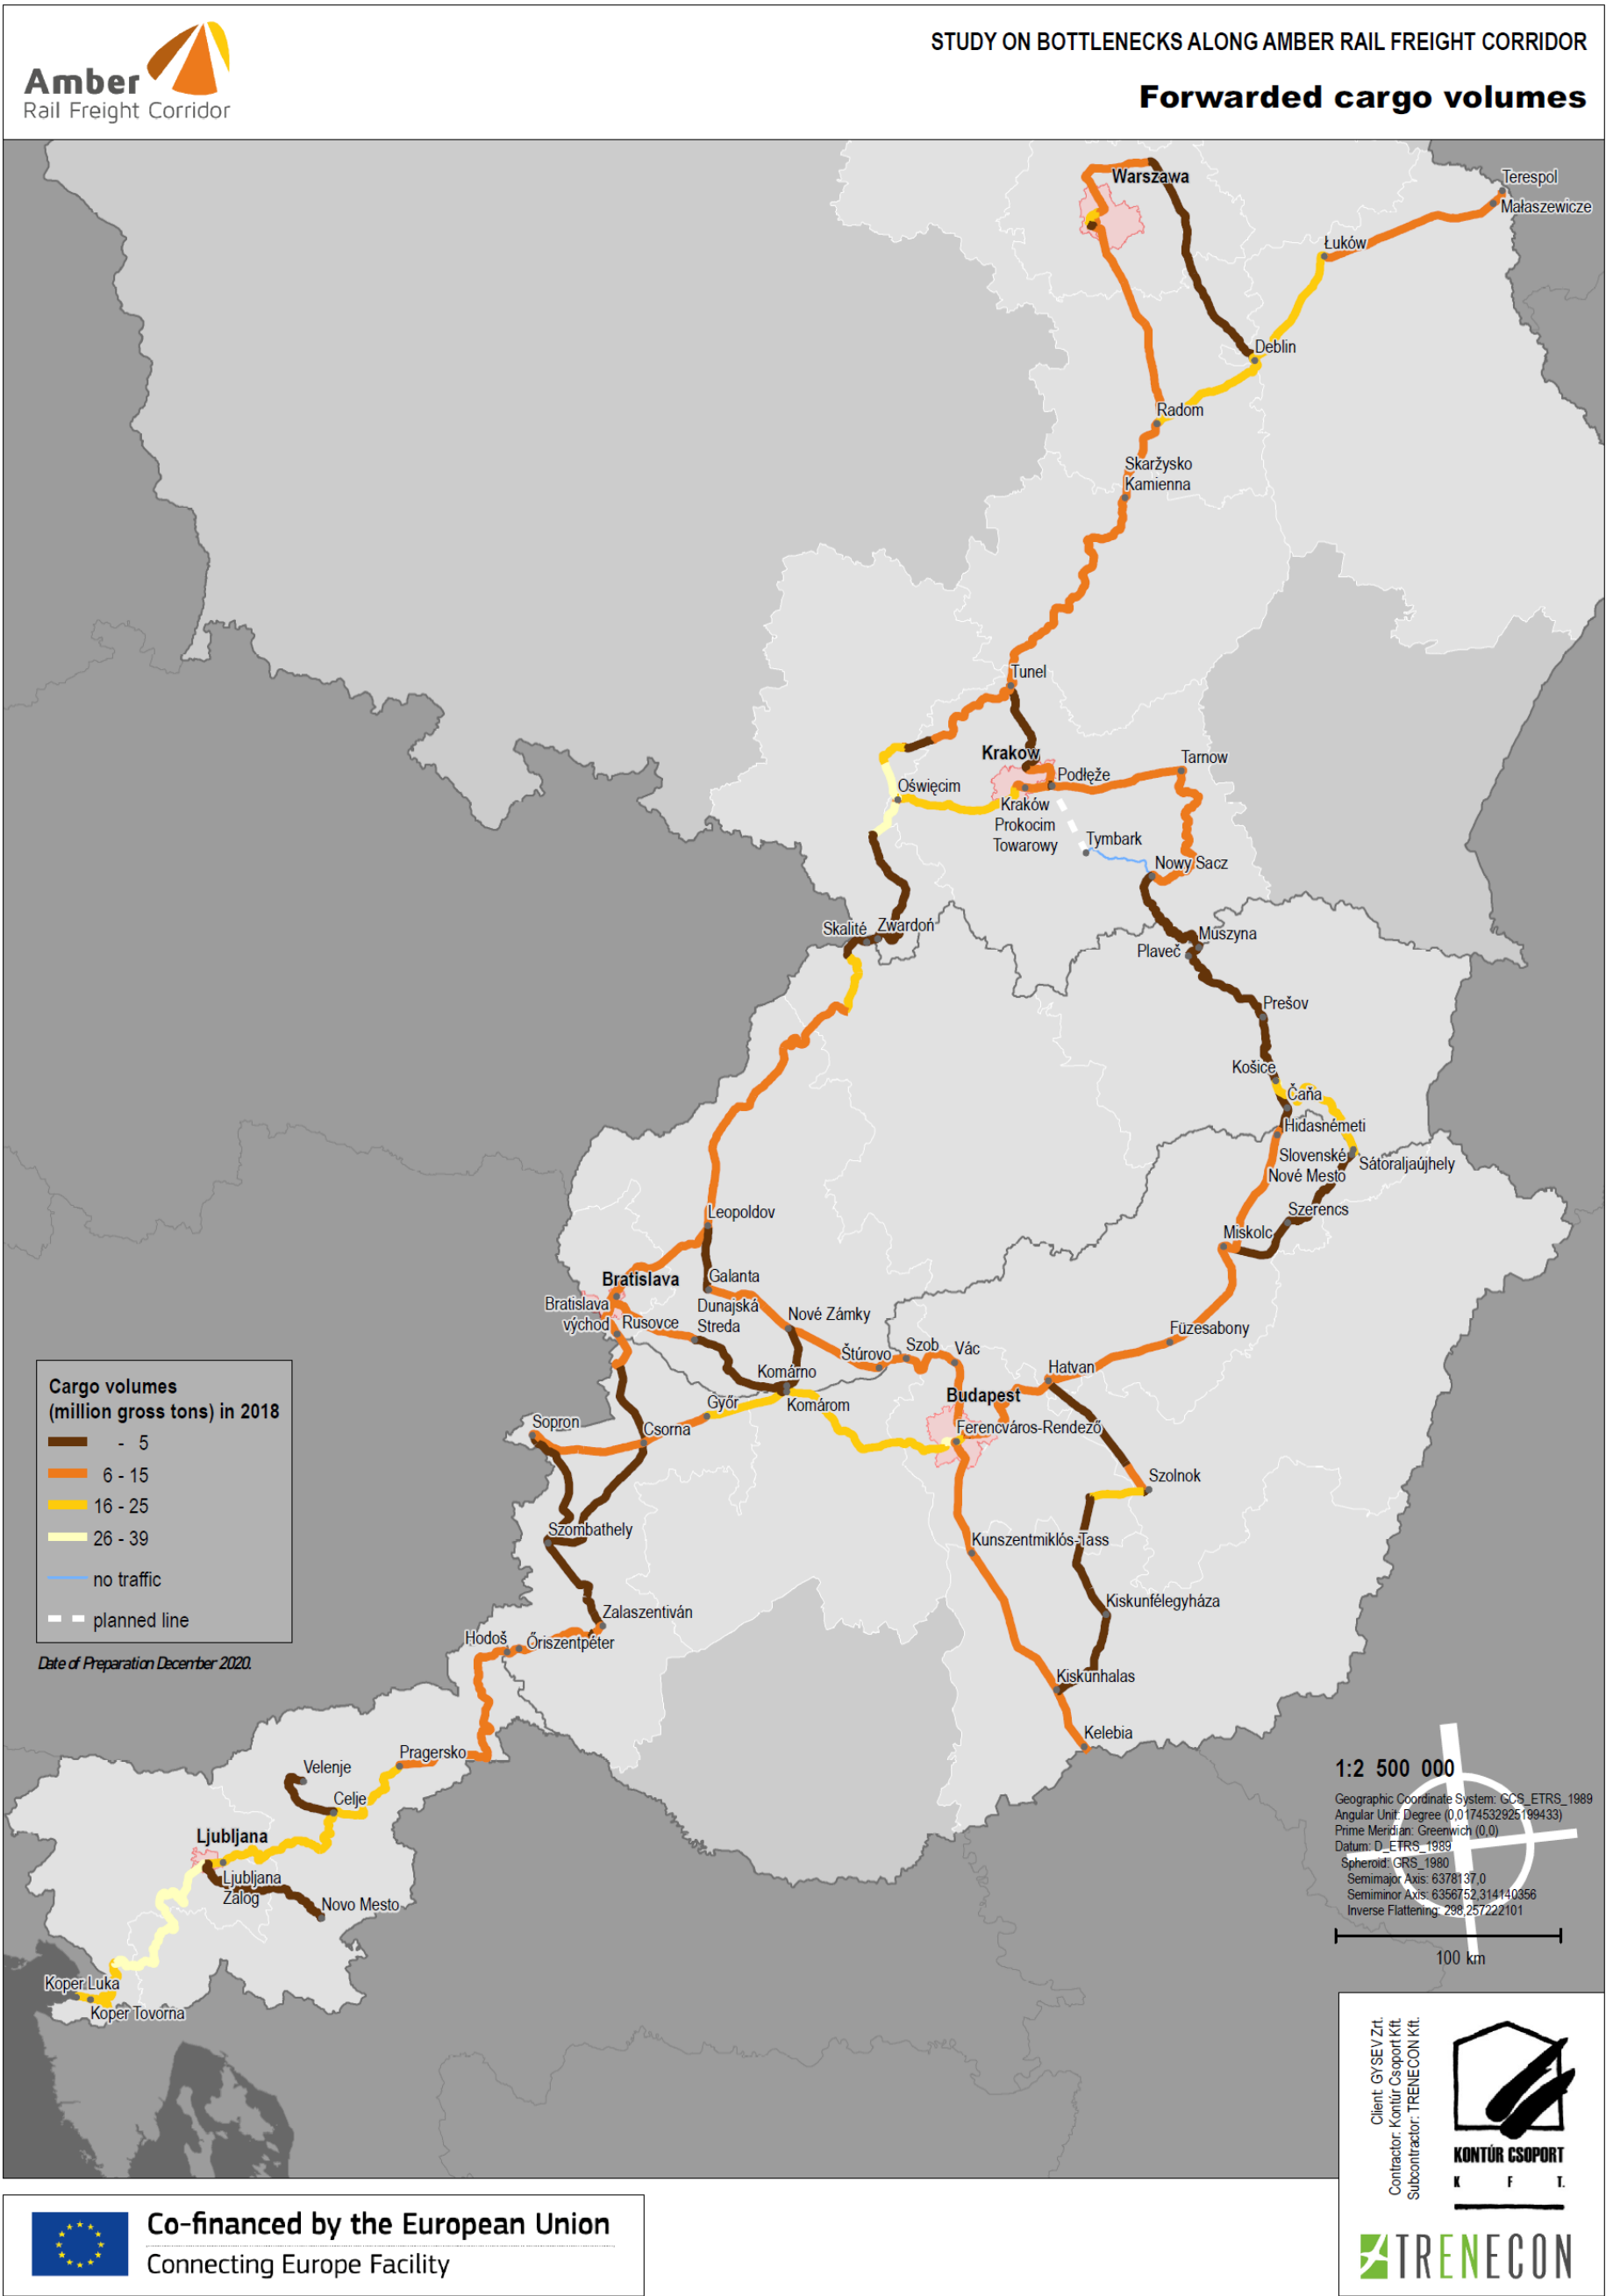 Amber
Rail Freight Corridor
STUDY ON BOTTLENECKS ALONG AMBER RAIL FREIGHT CORRIDOR
Forwarded cargo volumes
Warszawa
Terespol
Małaszewicze
Łuków
Deblin
Radom
Skaržysko
Kamienna
Tunel
Krakow
Tarnow
Podłęże
Oświęcim
Kraków
Prokocim
Towarowy
Tymbark
Nowy Sacz
Skalité
Zwardoń
Muszyna
Plaveč
Prešov
Košice
Čaňa
Hidasnémeti
Slovenské
Nové Mesto
Sátoraljaújhely
Szerencs
Miskolc
Leopoldov
Bratislava
Galanta
Bratislava
východ
Rusovce
Dunajská
Streda
Nové Zámky
Füzesabony
Štúrovo
Szob
Vác
Hatvan
Komárno
Komárom
Budapest
Győr
Sopron
Csorna
Ferencváros-Rendező
Szolnok
Szombathely
Kunszentmiklós-Tass
Kiskunfélegyháza
Zalaszentiván
Hodoš
Őriszentpéter
Kiskunhalas
Kelebia
Pragersko
Velenje
Celje
Ljubljana
Ljubljana
Zalog
Novo Mesto
Koper Luka
Koper Tovorna
Cargo volumes
(million gross tons) in 2018
- 5
6 - 15
16 - 25
26 - 39
no traffic
planned line
Date of Preparation December 2020.
1:2 500 000
Geographic Coordinate System: GCS_ETRS_1989
Angular Unit: Degree (0,0174532925199433)
Prime Meridian: Greenwich (0,0)
Datum: D_ETRS_1989
Spheroid: GRS_1980
Semimajor Axis: 6378137,0
Semiminor Axis: 6356752,314140356
Inverse Flattening: 298,257222101
100 km
Client: GYSEV Zrt.
Contractor: Kontúr Csoport Kft.
Subcontractor: TRENECON Kft.
KONTÚR CSOPORT
K F T.
TRENECON
Co-financed by the European Union
Connecting Europe Facility